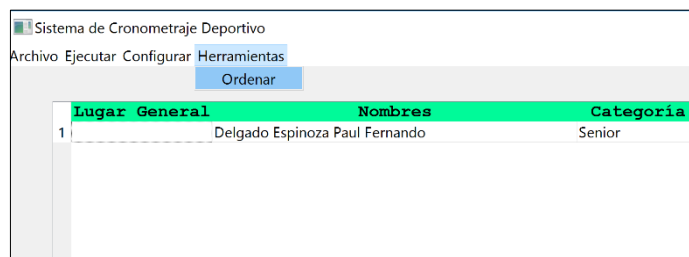 Sistema de Cronometraje Deportivo
Archivo Ejecutar Configurar Herramientas
Ordenar
Lugar General Nombres Categoría
1 Delgado Espinoza Paul Fernando Senior